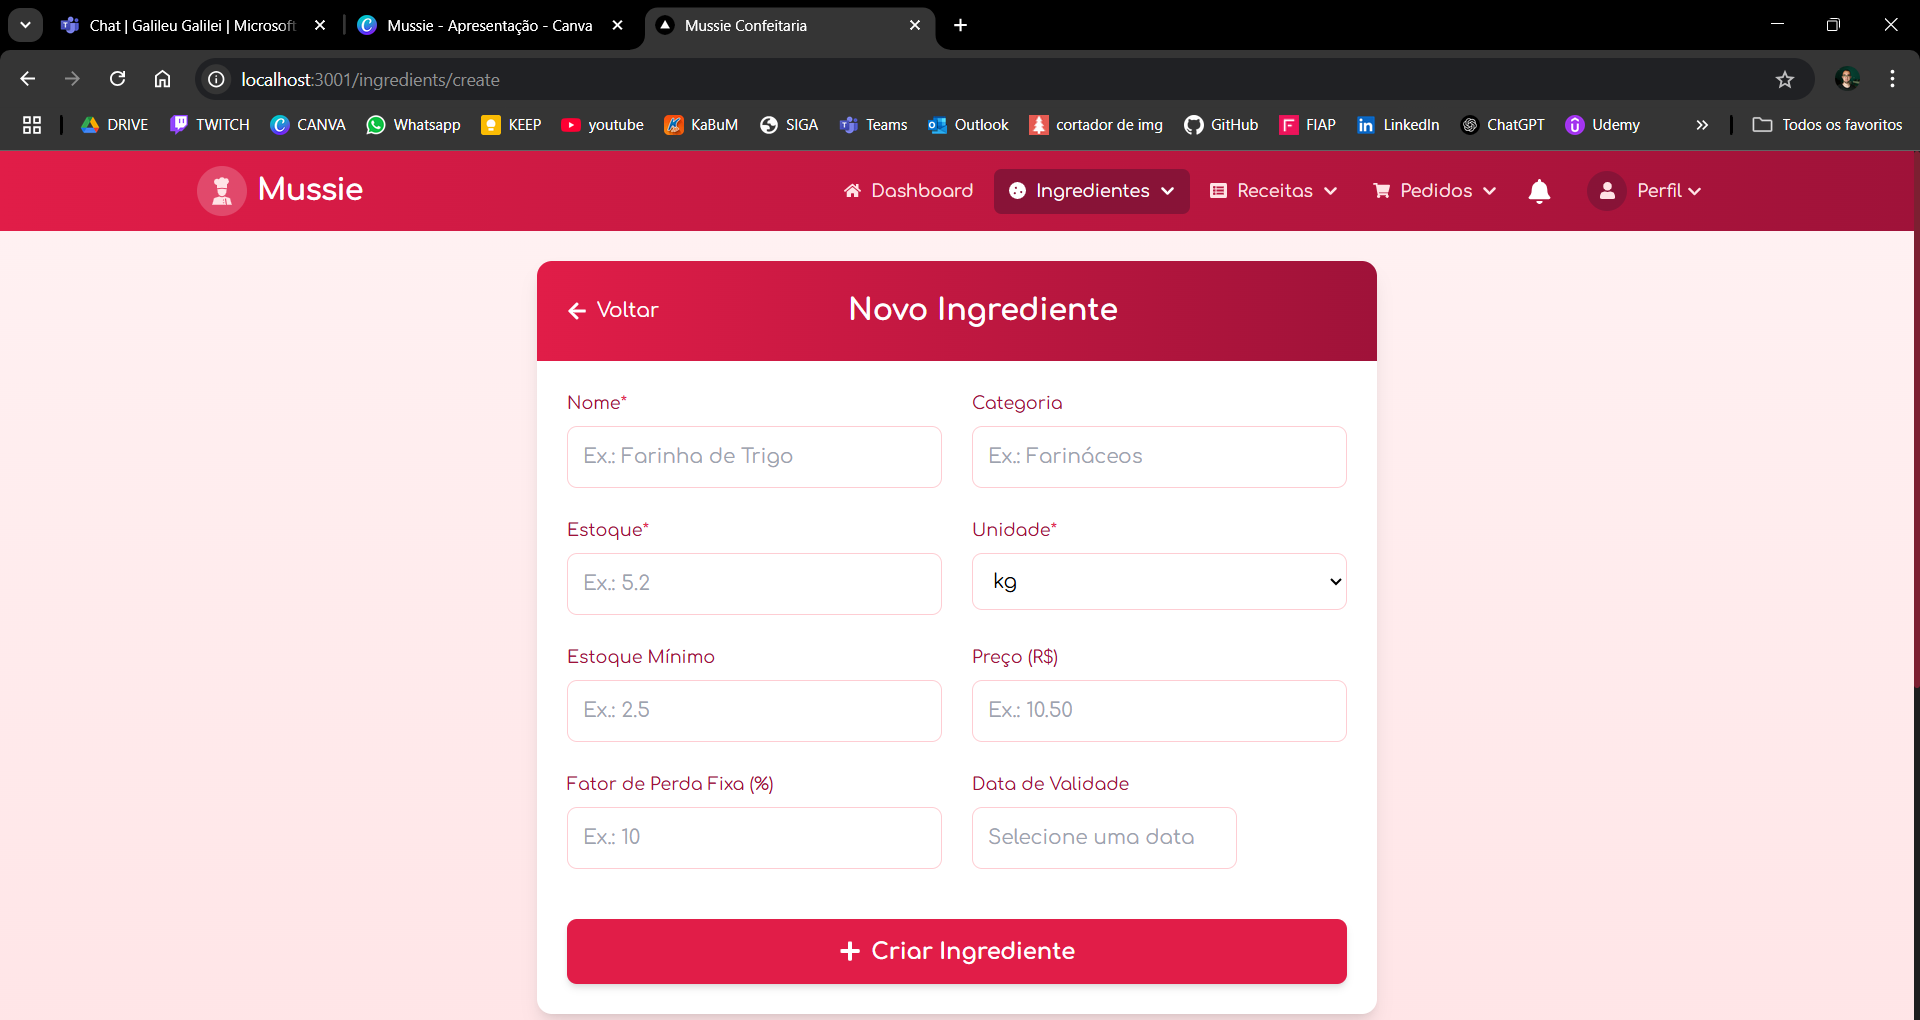 Chat | Galileu Galilei | Microsoft
Mussie - Apresentação - Canva
Mussie Confeitaria
localhost:3001/ingredients/create
DRIVE
TWITCH
CANVA
Whatsapp
KEEP
youtube
KaBuM
SIGA
Teams
Outlook
cortador de img
GitHub
FIAP
LinkedIn
ChatGPT
Udemy
Todos os favoritos
Mussie
Dashboard
Ingredientes
Receitas
Pedidos
Perfil
Voltar
Novo Ingrediente
Nome*
Categoria
Ex.: Farinha de Trigo
Ex.: Farináceos
Estoque*
Unidade*
Ex.: 5.2
kg
Estoque Mínimo
Preço (R$)
Ex.: 2.5
Ex.: 10.50
Fator de Perda Fixa (%)
Data de Validade
Ex.: 10
Selecione uma data
Criar Ingrediente